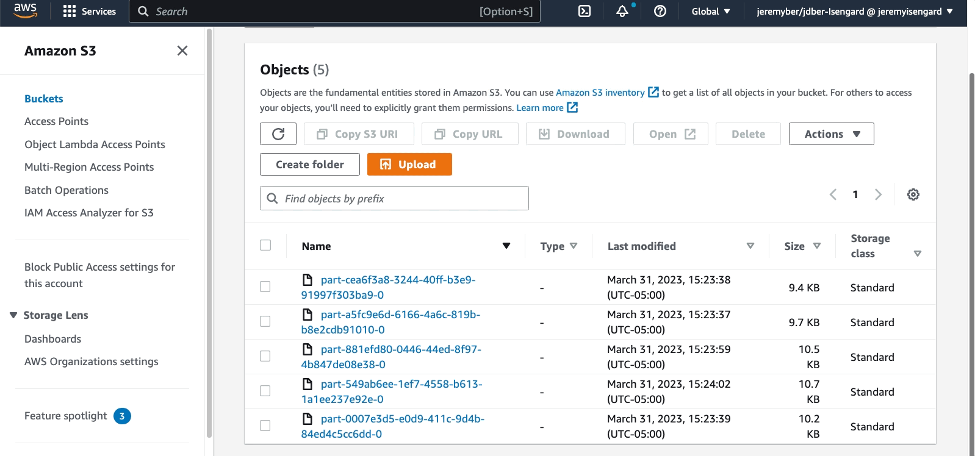 aws
Services
Search
[Option+S]
Global
jeremyber/jdber-Isengard @ jeremyisengard
Amazon S3
Buckets
Access Points
Object Lambda Access Points
Multi-Region Access Points
Batch Operations
IAM Access Analyzer for S3
Block Public Access settings for
this account
Storage Lens
Dashboards
AWS Organizations settings
Feature spotlight 3
Objects (5)
Objects are the fundamental entities stored in Amazon S3. You can use Amazon S3 inventory to get a list of all objects in your bucket. For others to access
your objects, you'll need to explicitly grant them permissions. Learn more
Copy S3 URI
Copy URL
Download
Open
Delete
Actions
Create folder
Upload
Find objects by prefix
1
Name
Type
Last modified
Size
Storage
class
part-cea6f3a8-3244-40ff-b3e9-
91997f303ba9-0
-
March 31, 2023, 15:23:38
(UTC-05:00)
9.4 KB
Standard
part-a5fc9e6d-6166-4a6c-819b-
b8e2cdb91010-0
-
March 31, 2023, 15:23:37
(UTC-05:00)
9.7 KB
Standard
part-881efd80-0446-44ed-8f97-
4b847de08e38-0
-
March 31, 2023, 15:23:59
(UTC-05:00)
10.5
KB
Standard
part-549ab6ee-1ef7-4558-b613-
1a1ee237e92e-0
-
March 31, 2023, 15:24:02
(UTC-05:00)
10.7
KB
Standard
part-0007e3d5-e0d9-411c-9d4b-
84ed4c5cc6dd-0
-
March 31, 2023, 15:23:39
(UTC-05:00)
10.2
KB
Standard